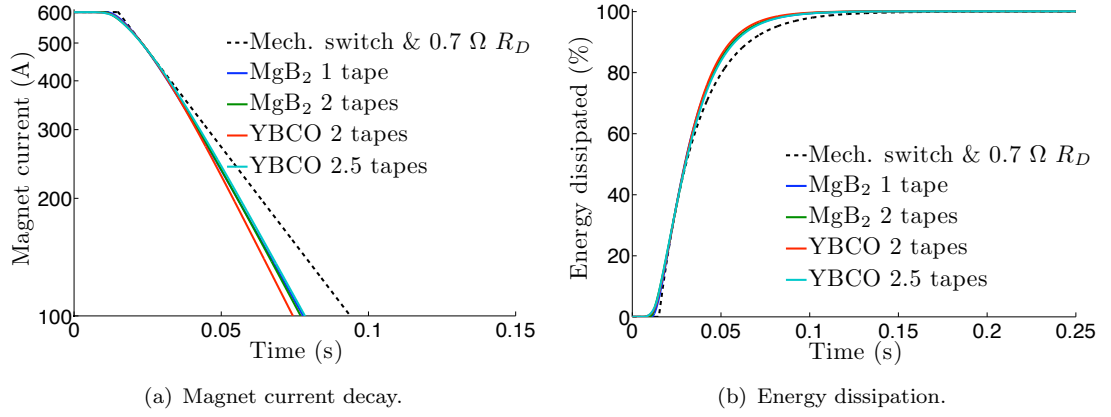 600
500
400
300
200
100
Magnet current (A)
Mech. switch & 0.7 Ω R_D
MgB₂ 1 tape
MgB₂ 2 tapes
YBCO 2 tapes
YBCO 2.5 tapes
0
0.05
0.1
0.15
Time (s)
(a) Magnet current decay.
100
80
60
40
20
0
Energy dissipated (%)
Mech. switch & 0.7 Ω R_D
MgB₂ 1 tape
MgB₂ 2 tapes
YBCO 2 tapes
YBCO 2.5 tapes
0
0.05
0.1
0.15
0.2
0.25
Time (s)
(b) Energy dissipation.